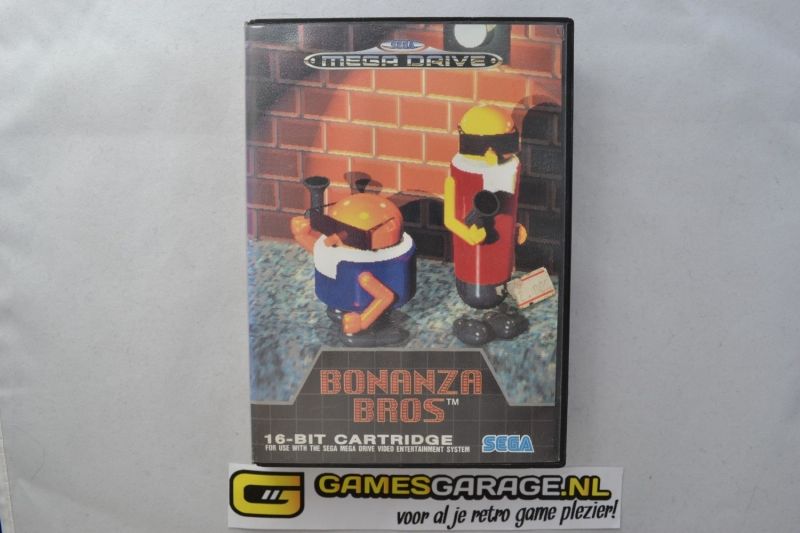 SEGA
MEGA DRIVE
BONANZA
BROS™
16-BIT CARTRIDGE
FOR USE WITH THE SEGA MEGA DRIVE VIDEO ENTERTAINMENT SYSTEM
SEGA
GAMESGARAGE.NL
voor al je retro game plezier!